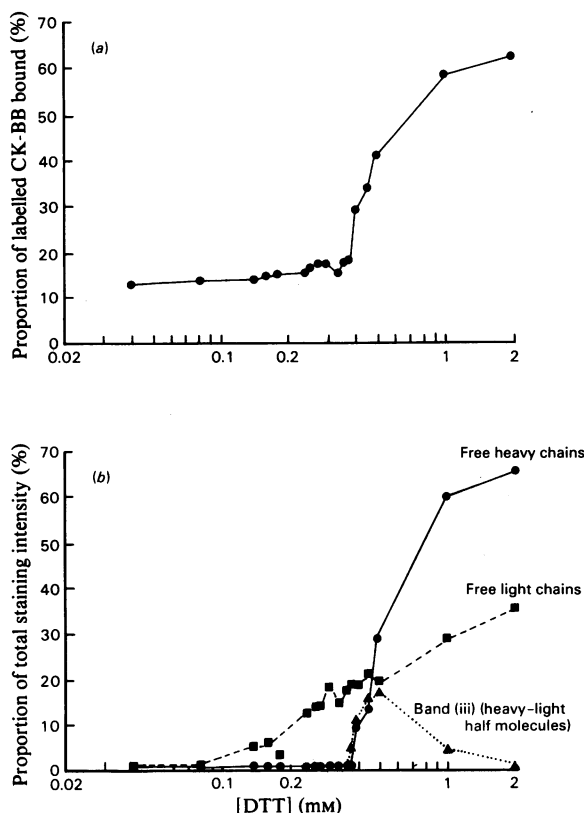 Proportion of labelled CK-BB bound (%)
(a)
70
60
50
40
30
20
10
0
0.02
0.1
0.2
1
2
Proportion of total staining intensity (%)
(b)
70
60
50
40
30
20
10
0
Free heavy chains
Free light chains
Band (iii) (heavy–light
half molecules)
0.02
0.1
0.2
1
2
[DTT] (mM)